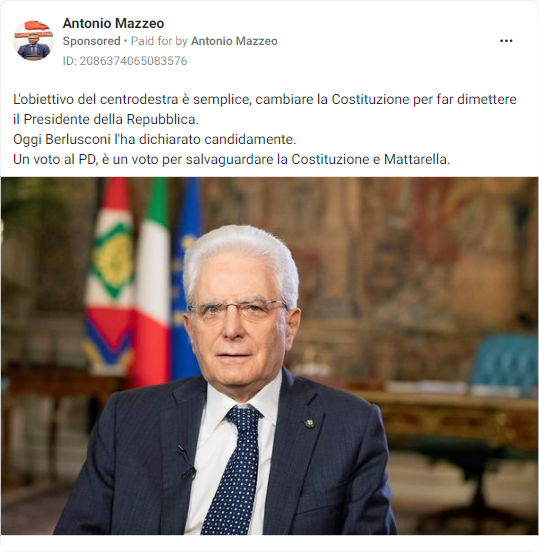 Antonio Mazzeo
Sponsored • Paid for by Antonio Mazzeo
ID: 2086374065083576
L'obiettivo del centrodestra è semplice, cambiare la Costituzione per far dimettere
il Presidente della Repubblica.
Oggi Berlusconi l'ha dichiarato candidamente.
Un voto al PD, è un voto per salvaguardare la Costituzione e Mattarella.